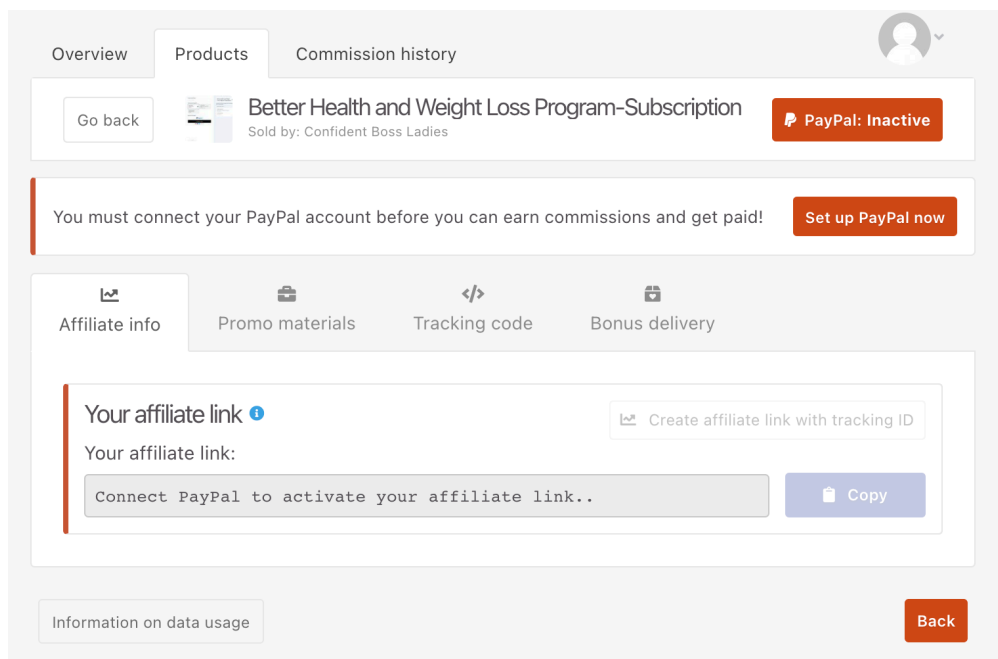 Overview
Products
Commission history
Go back
Better Health and Weight Loss Program-Subscription
Sold by: Confident Boss Ladies
PayPal: Inactive
You must connect your PayPal account before you can earn commissions and get paid!
Set up PayPal now
Affiliate info
Promo materials
Tracking code
Bonus delivery
Your affiliate link
Create affiliate link with tracking ID
Your affiliate link:
Connect PayPal to activate your affiliate link..
Copy
Information on data usage
Back